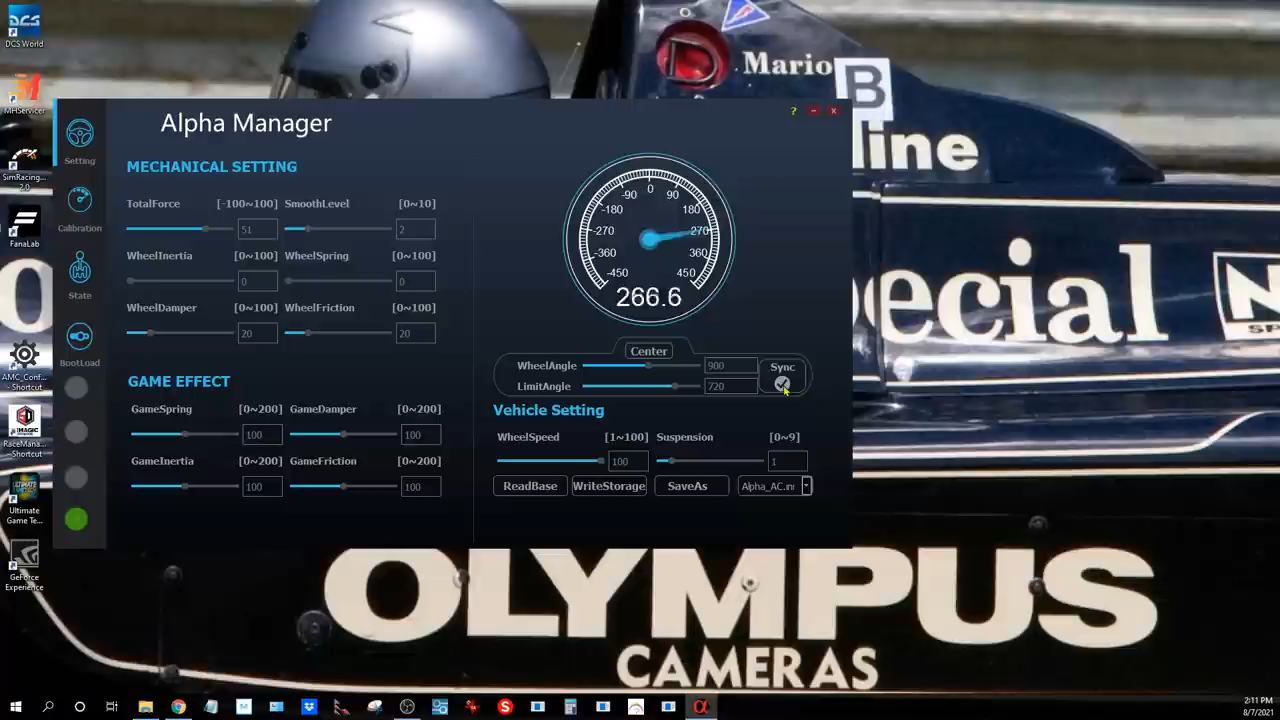 DCS World
MHServicer
SimRacing...
2.0
FanaLab
AMC_Conf...
- Shortcut
RaceMana...
- Shortcut
Ultimate
Game Te...
GeForce
Experience
Mario
B
line
ecial
OLYMPUS
CAMERAS
Alpha Manager
?
x
Setting
Calibration
State
BootLoad
MECHANICAL SETTING
TotalForce [-100~100] SmoothLevel [0~10]
51 2
WheelInertia [0~100] WheelSpring [0~100]
0 0
WheelDamper [0~100] WheelFriction [0~100]
20 20
GAME EFFECT
GameSpring [0~200] GameDamper [0~200]
100 100
GameInertia [0~200] GameFriction [0~200]
100 100
0
-90 90
-180 180
-270 270
-360 360
-450 450
266.6
Center
WheelAngle 900
LimitAngle 720
Sync
Vehicle Setting
WheelSpeed [1~100] Suspension [0~9]
100 1
ReadBase WriteStorage SaveAs Alpha_AC.ini
2:11 PM
8/7/2021